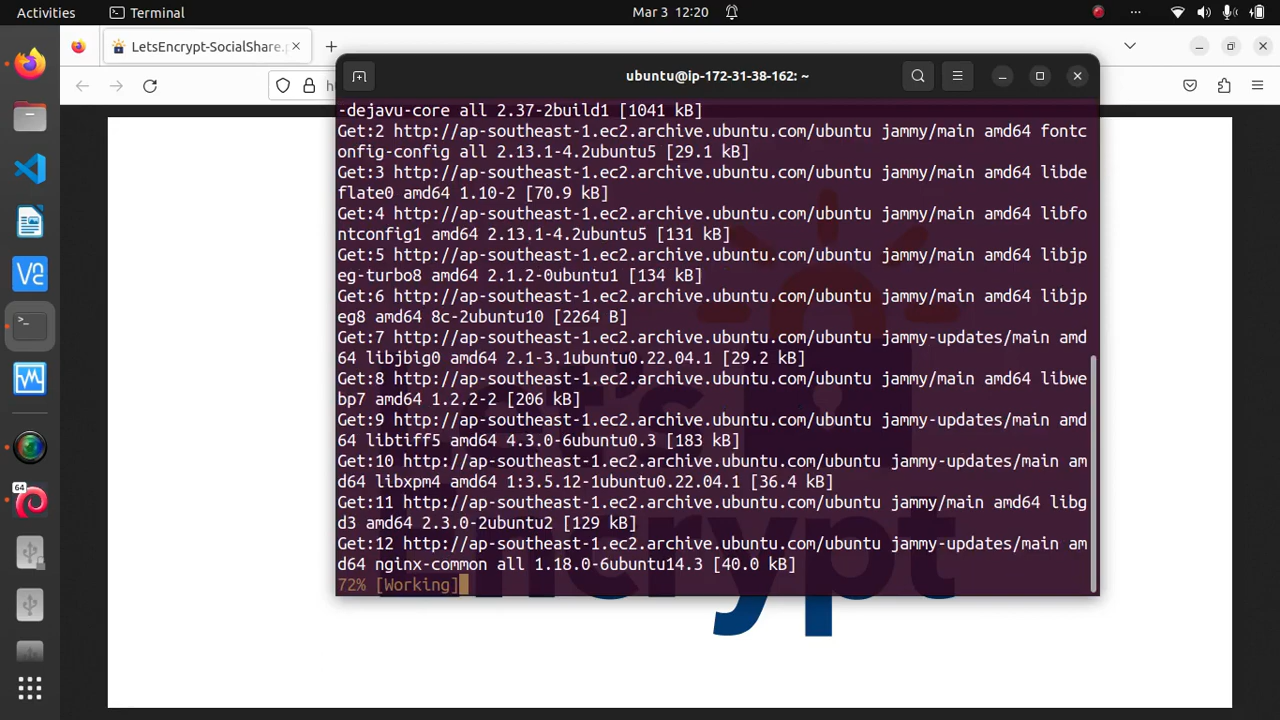 Activities
Terminal
Mar 3 12:20
LetsEncrypt-SocialShare.p
ubuntu@ip-172-31-38-162: ~
-dejavu-core all 2.37-2build1 [1041 kB]
Get:2 http://ap-southeast-1.ec2.archive.ubuntu.com/ubuntu jammy/main amd64 fontc
onfig-config all 2.13.1-4.2ubuntu5 [29.1 kB]
Get:3 http://ap-southeast-1.ec2.archive.ubuntu.com/ubuntu jammy/main amd64 libde
flate0 amd64 1.10-2 [70.9 kB]
Get:4 http://ap-southeast-1.ec2.archive.ubuntu.com/ubuntu jammy/main amd64 libfo
ntconfig1 amd64 2.13.1-4.2ubuntu5 [131 kB]
Get:5 http://ap-southeast-1.ec2.archive.ubuntu.com/ubuntu jammy/main amd64 libjp
eg-turbo8 amd64 2.1.2-0ubuntu1 [134 kB]
Get:6 http://ap-southeast-1.ec2.archive.ubuntu.com/ubuntu jammy/main amd64 libjp
eg8 amd64 8c-2ubuntu10 [2264 B]
Get:7 http://ap-southeast-1.ec2.archive.ubuntu.com/ubuntu jammy-updates/main amd
64 libjbig0 amd64 2.1-3.1ubuntu0.22.04.1 [29.2 kB]
Get:8 http://ap-southeast-1.ec2.archive.ubuntu.com/ubuntu jammy/main amd64 libwe
bp7 amd64 1.2.2-2 [206 kB]
Get:9 http://ap-southeast-1.ec2.archive.ubuntu.com/ubuntu jammy-updates/main amd
64 libtiff5 amd64 4.3.0-6ubuntu0.3 [183 kB]
Get:10 http://ap-southeast-1.ec2.archive.ubuntu.com/ubuntu jammy-updates/main am
d64 libxpm4 amd64 1:3.5.12-1ubuntu0.22.04.1 [36.4 kB]
Get:11 http://ap-southeast-1.ec2.archive.ubuntu.com/ubuntu jammy/main amd64 libg
d3 amd64 2.3.0-2ubuntu2 [129 kB]
Get:12 http://ap-southeast-1.ec2.archive.ubuntu.com/ubuntu jammy-updates/main am
d64 nginx-common all 1.18.0-6ubuntu14.3 [40.0 kB]
72% [Working]
64
encrypt